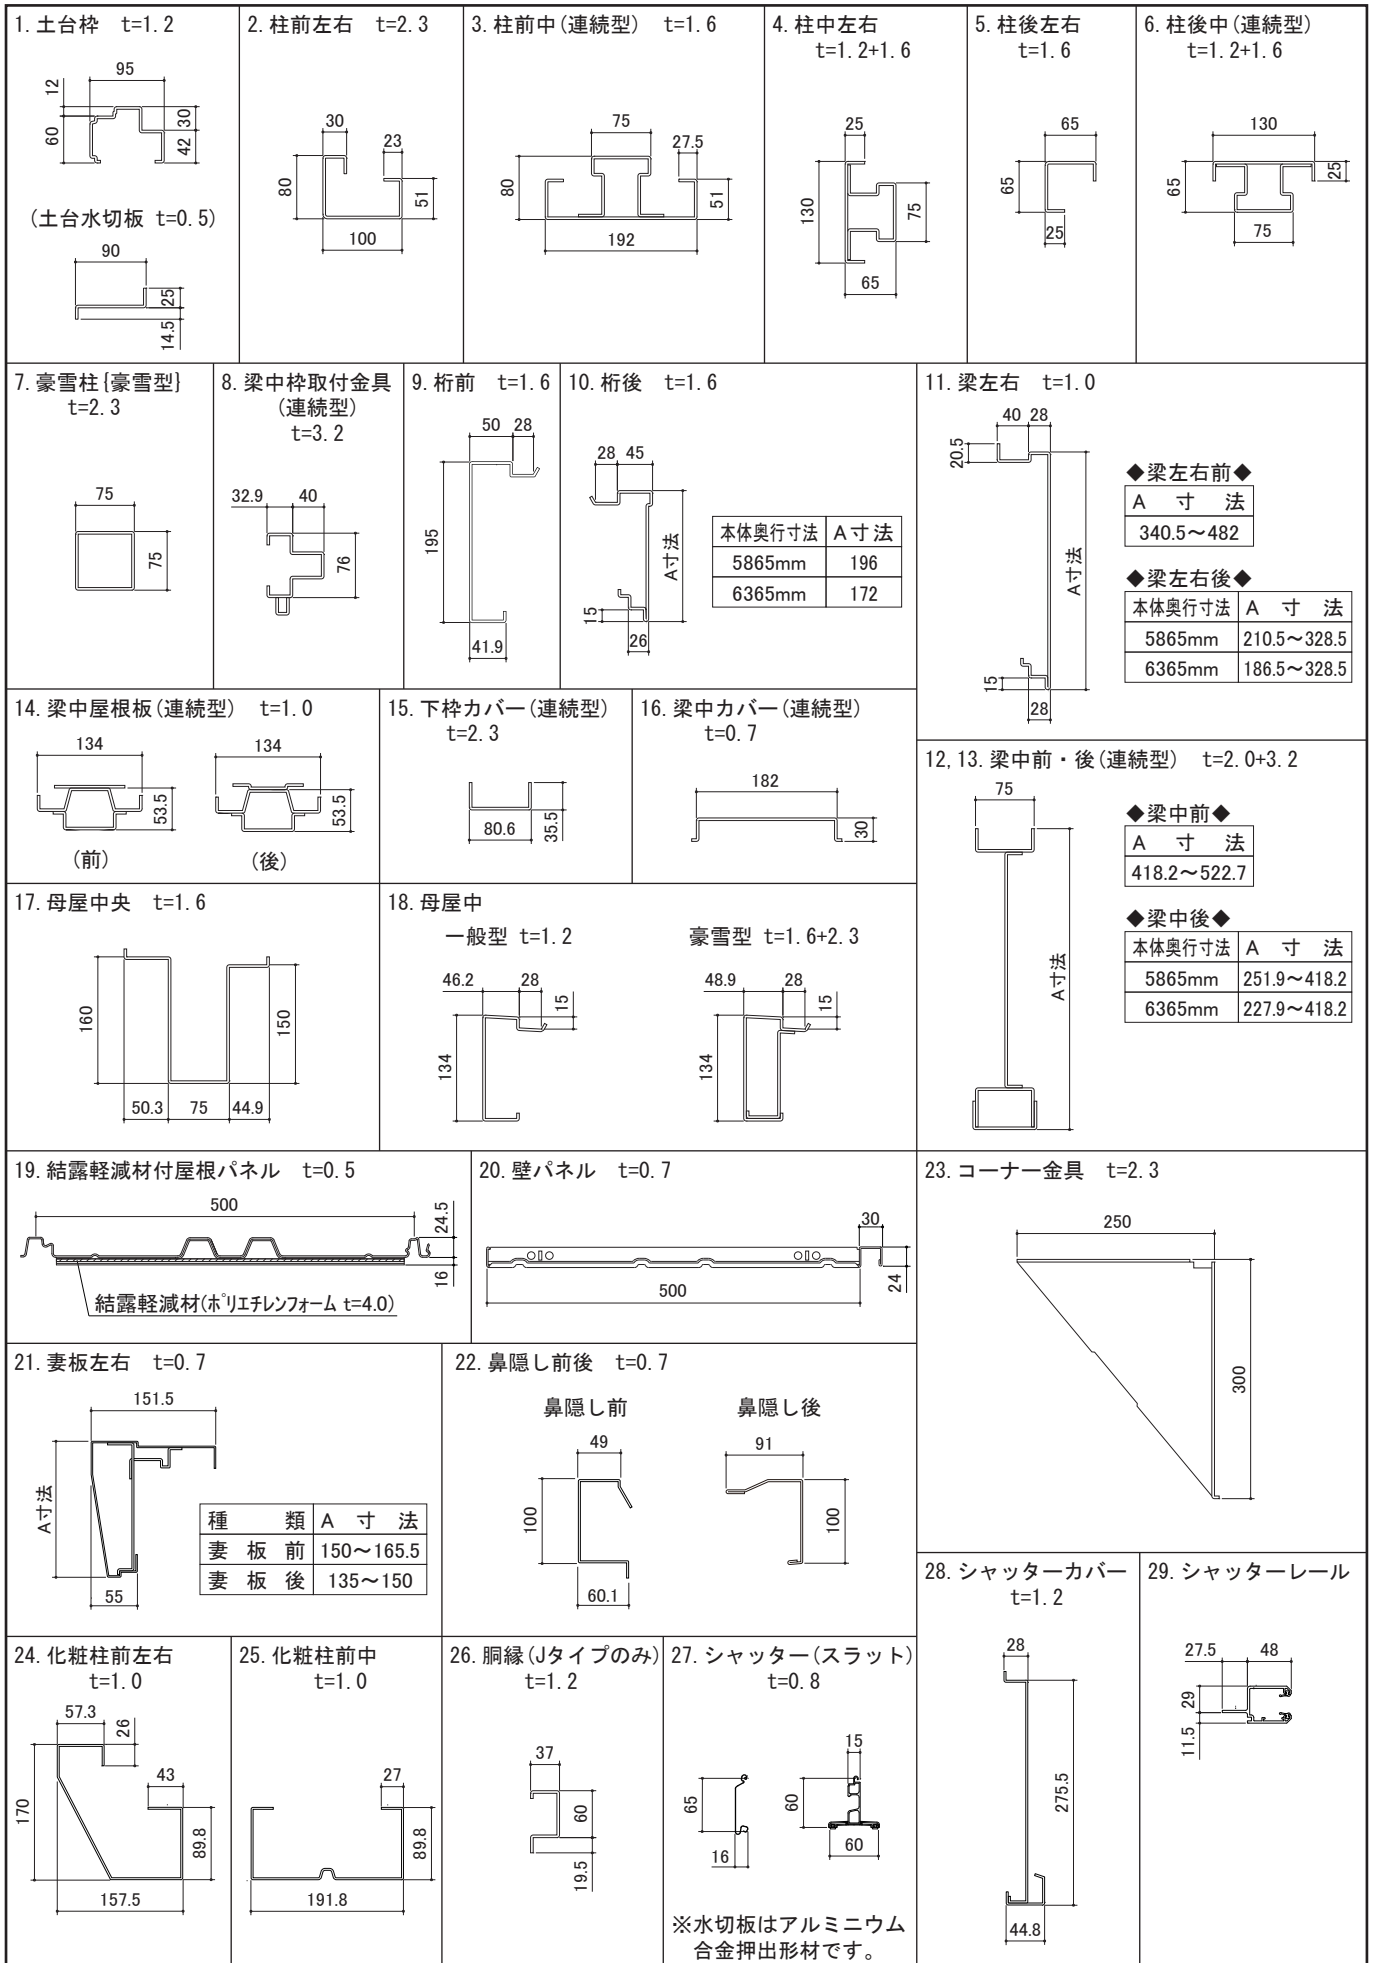 1.土台枠 t=1.2
95
12
60
30
42
(土台水切板 t=0.5)
90
25
14.5
2.柱前左右 t=2.3
30
23
80
51
100
3.柱前中(連続型) t=1.6
75
27.5
80
51
192
4.柱中左右
t=1.2+1.6
25
130
75
65
5.柱後左右
t=1.6
65
65
25
6.柱後中(連続型)
t=1.2+1.6
130
65
25
75
7.豪雪柱{豪雪型}
t=2.3
75
75
8.梁中枠取付金具
(連続型)
t=3.2
32.9 40
76
9.桁前 t=1.6
50 28
195
41.9
10.桁後 t=1.6
28 45
A寸法
15
26
本体奥行寸法 A寸法
5865mm 196
6365mm 172
11.梁左右 t=1.0
40 28
20.5
A寸法
15
28
◆梁左右前◆
A 寸 法
340.5～482
◆梁左右後◆
本体奥行寸法 A 寸 法
5865mm 210.5～328.5
6365mm 186.5～328.5
14.梁中屋根板(連続型) t=1.0
134
53.5
(前)
134
53.5
(後)
15.下枠カバー(連続型)
t=2.3
80.6
35.5
16.梁中カバー(連続型)
t=0.7
182
30
12,13.梁中前・後(連続型) t=2.0+3.2
75
A寸法
◆梁中前◆
A 寸 法
418.2～522.7
◆梁中後◆
本体奥行寸法 A 寸 法
5865mm 251.9～418.2
6365mm 227.9～418.2
17.母屋中央 t=1.6
160
150
50.3 75 44.9
18.母屋中
一般型 t=1.2
46.2 28
15
134
豪雪型 t=1.6+2.3
48.9 28
15
134
19.結露軽減材付屋根パネル t=0.5
500
24.5
16
結露軽減材(ポリエチレンフォーム t=4.0)
20.壁パネル t=0.7
30
24
500
23.コーナー金具 t=2.3
250
300
21.妻板左右 t=0.7
151.5
A寸法
55
種 類 A 寸 法
妻 板 前 150～165.5
妻 板 後 135～150
22.鼻隠し前後 t=0.7
鼻隠し前
49
100
60.1
鼻隠し後
91
100
24.化粧柱前左右
t=1.0
57.3
26
43
170
89.8
157.5
25.化粧柱前中
t=1.0
27
89.8
191.8
26.胴縁(Jタイプのみ)
t=1.2
37
60
19.5
27.シャッター(スラット)
t=0.8
65
16
15
60
60
※水切板はアルミニウム
合金押出形材です。
28.シャッターカバー
t=1.2
28
275.5
44.8
29.シャッターレール
27.5 48
29
11.5